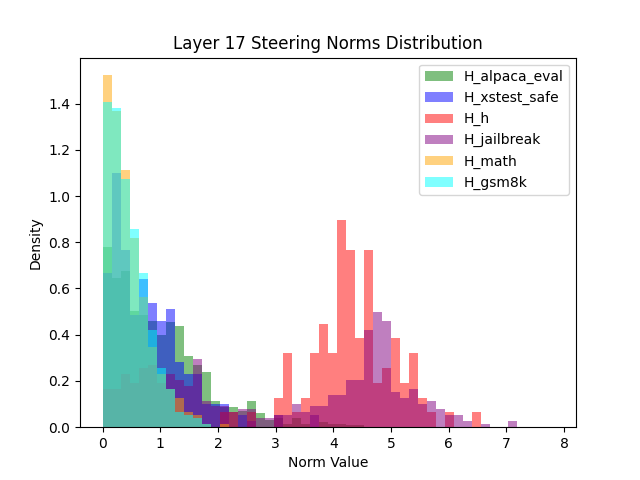 Layer 17 Steering Norms Distribution
H_alpaca_eval
H_xstest_safe
H_h
H_jailbreak
H_math
H_gsm8k
Density
1.4
1.2
1.0
0.8
0.6
0.4
0.2
0.0
0 1 2 3 4 5 6 7 8
Norm Value